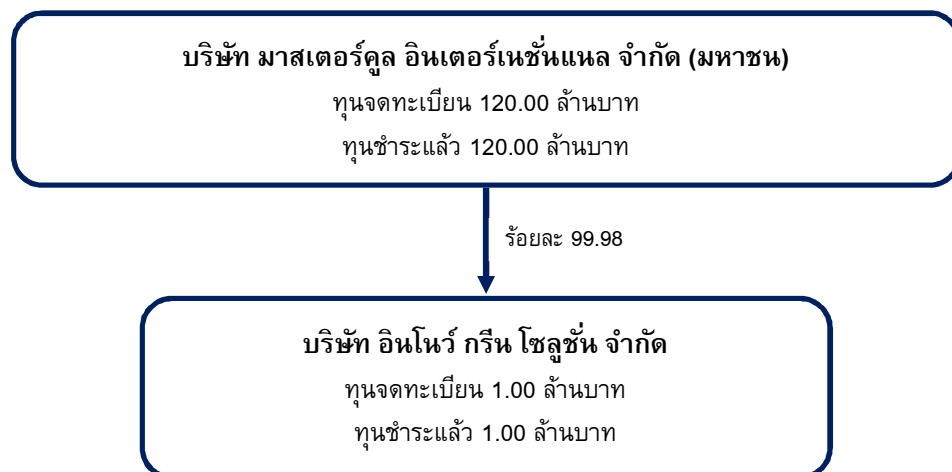 บริษัท มาสเตอร์คูล อินเตอร์เนชั่นแนล จำกัด (มหาชน)
ทุนจดทะเบียน 120.00 ล้านบาท
ทุนชำระแล้ว 120.00 ล้านบาท
ร้อยละ 99.98
บริษัท อินโนว์ กรีน โซลูชั่น จำกัด
ทุนจดทะเบียน 1.00 ล้านบาท
ทุนชำระแล้ว 1.00 ล้านบาท